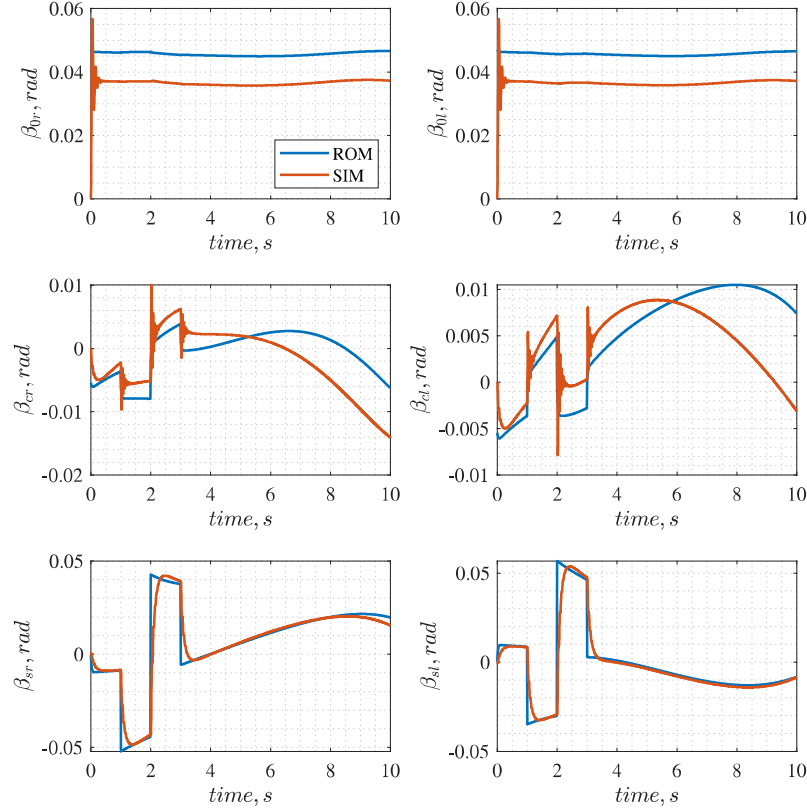 0.06
0.04
0.02
0
β0r, rad
ROM
SIM
0 2 4 6 8 10
time, s
0.06
0.04
0.02
0
β0l, rad
0 2 4 6 8 10
time, s
0.01
0
-0.01
-0.02
βcr, rad
0 2 4 6 8 10
time, s
0.01
0.005
0
-0.005
-0.01
βcl, rad
0 2 4 6 8 10
time, s
0.05
0
-0.05
βsr, rad
0 2 4 6 8 10
time, s
0.05
0
-0.05
βsl, rad
0 2 4 6 8 10
time, s